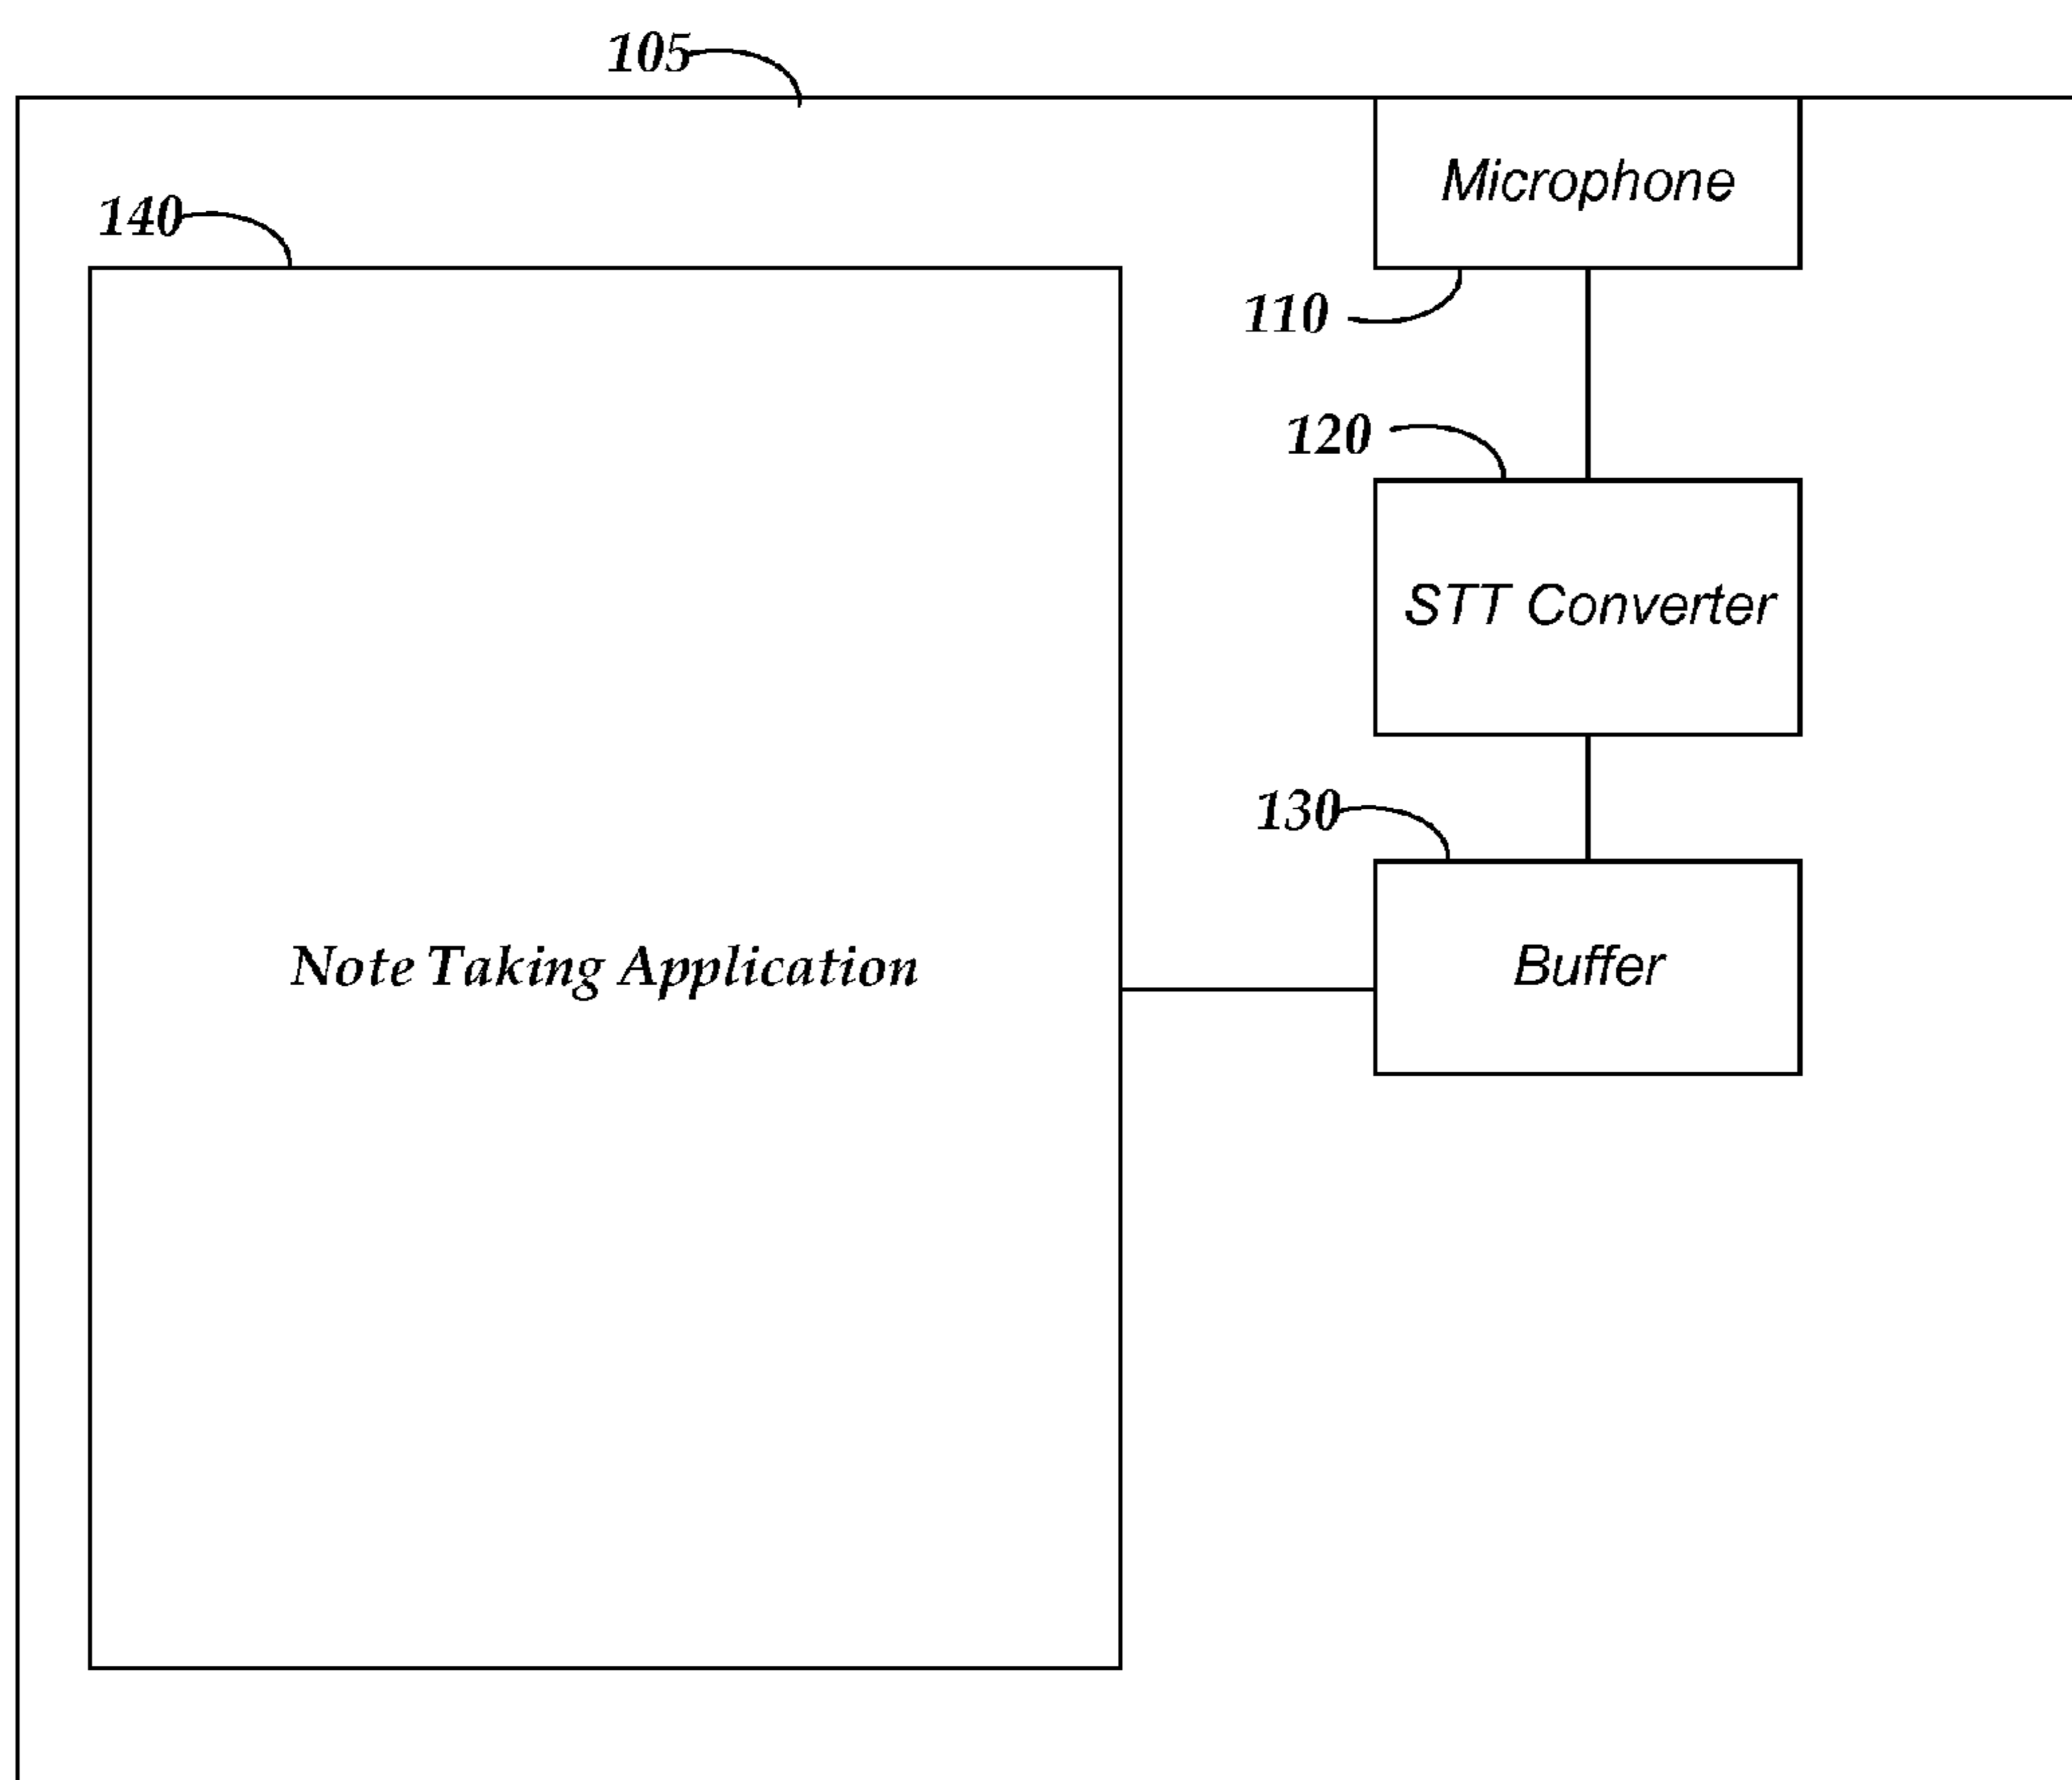 105
Microphone
140
110
120
STT Converter
130
Note Taking Application
Buffer